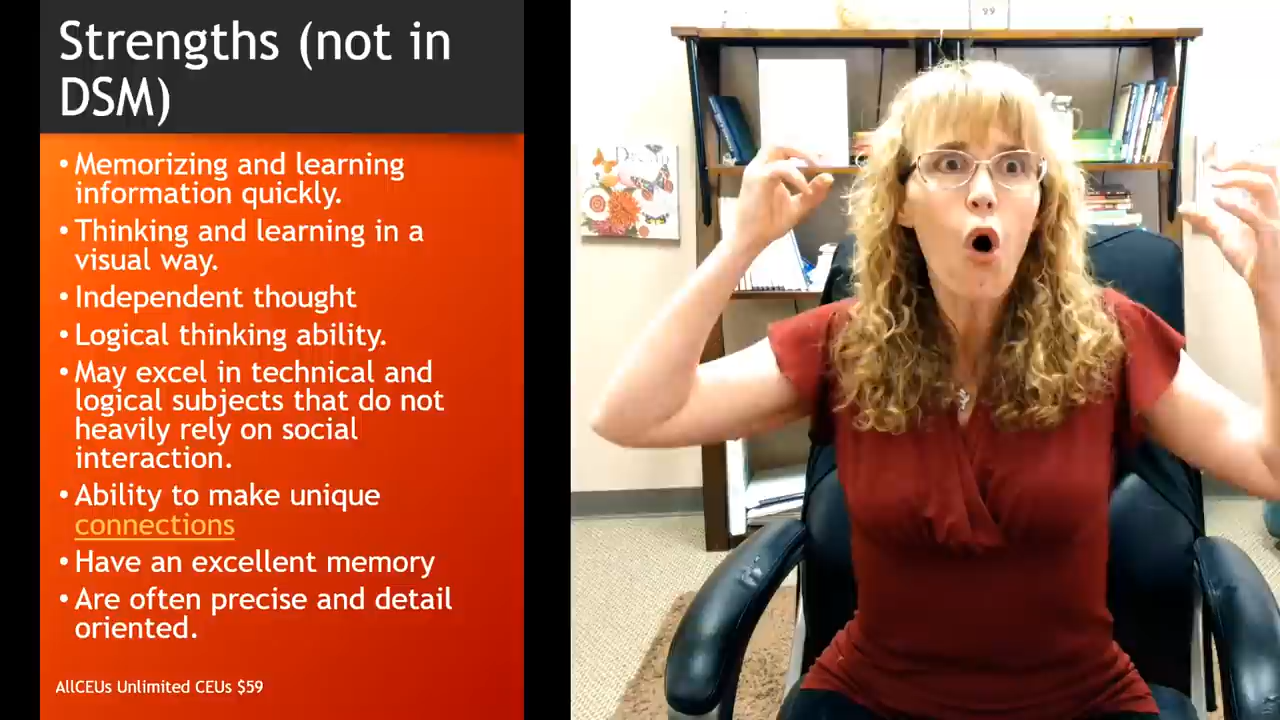 Strengths (not in
DSM)
• Memorizing and learning
information quickly.
• Thinking and learning in a
visual way.
• Independent thought
• Logical thinking ability.
• May excel in technical and
logical subjects that do not
heavily rely on social
interaction.
• Ability to make unique
connections
• Have an excellent memory
• Are often precise and detail
oriented.
AllCEUs Unlimited CEUs $59